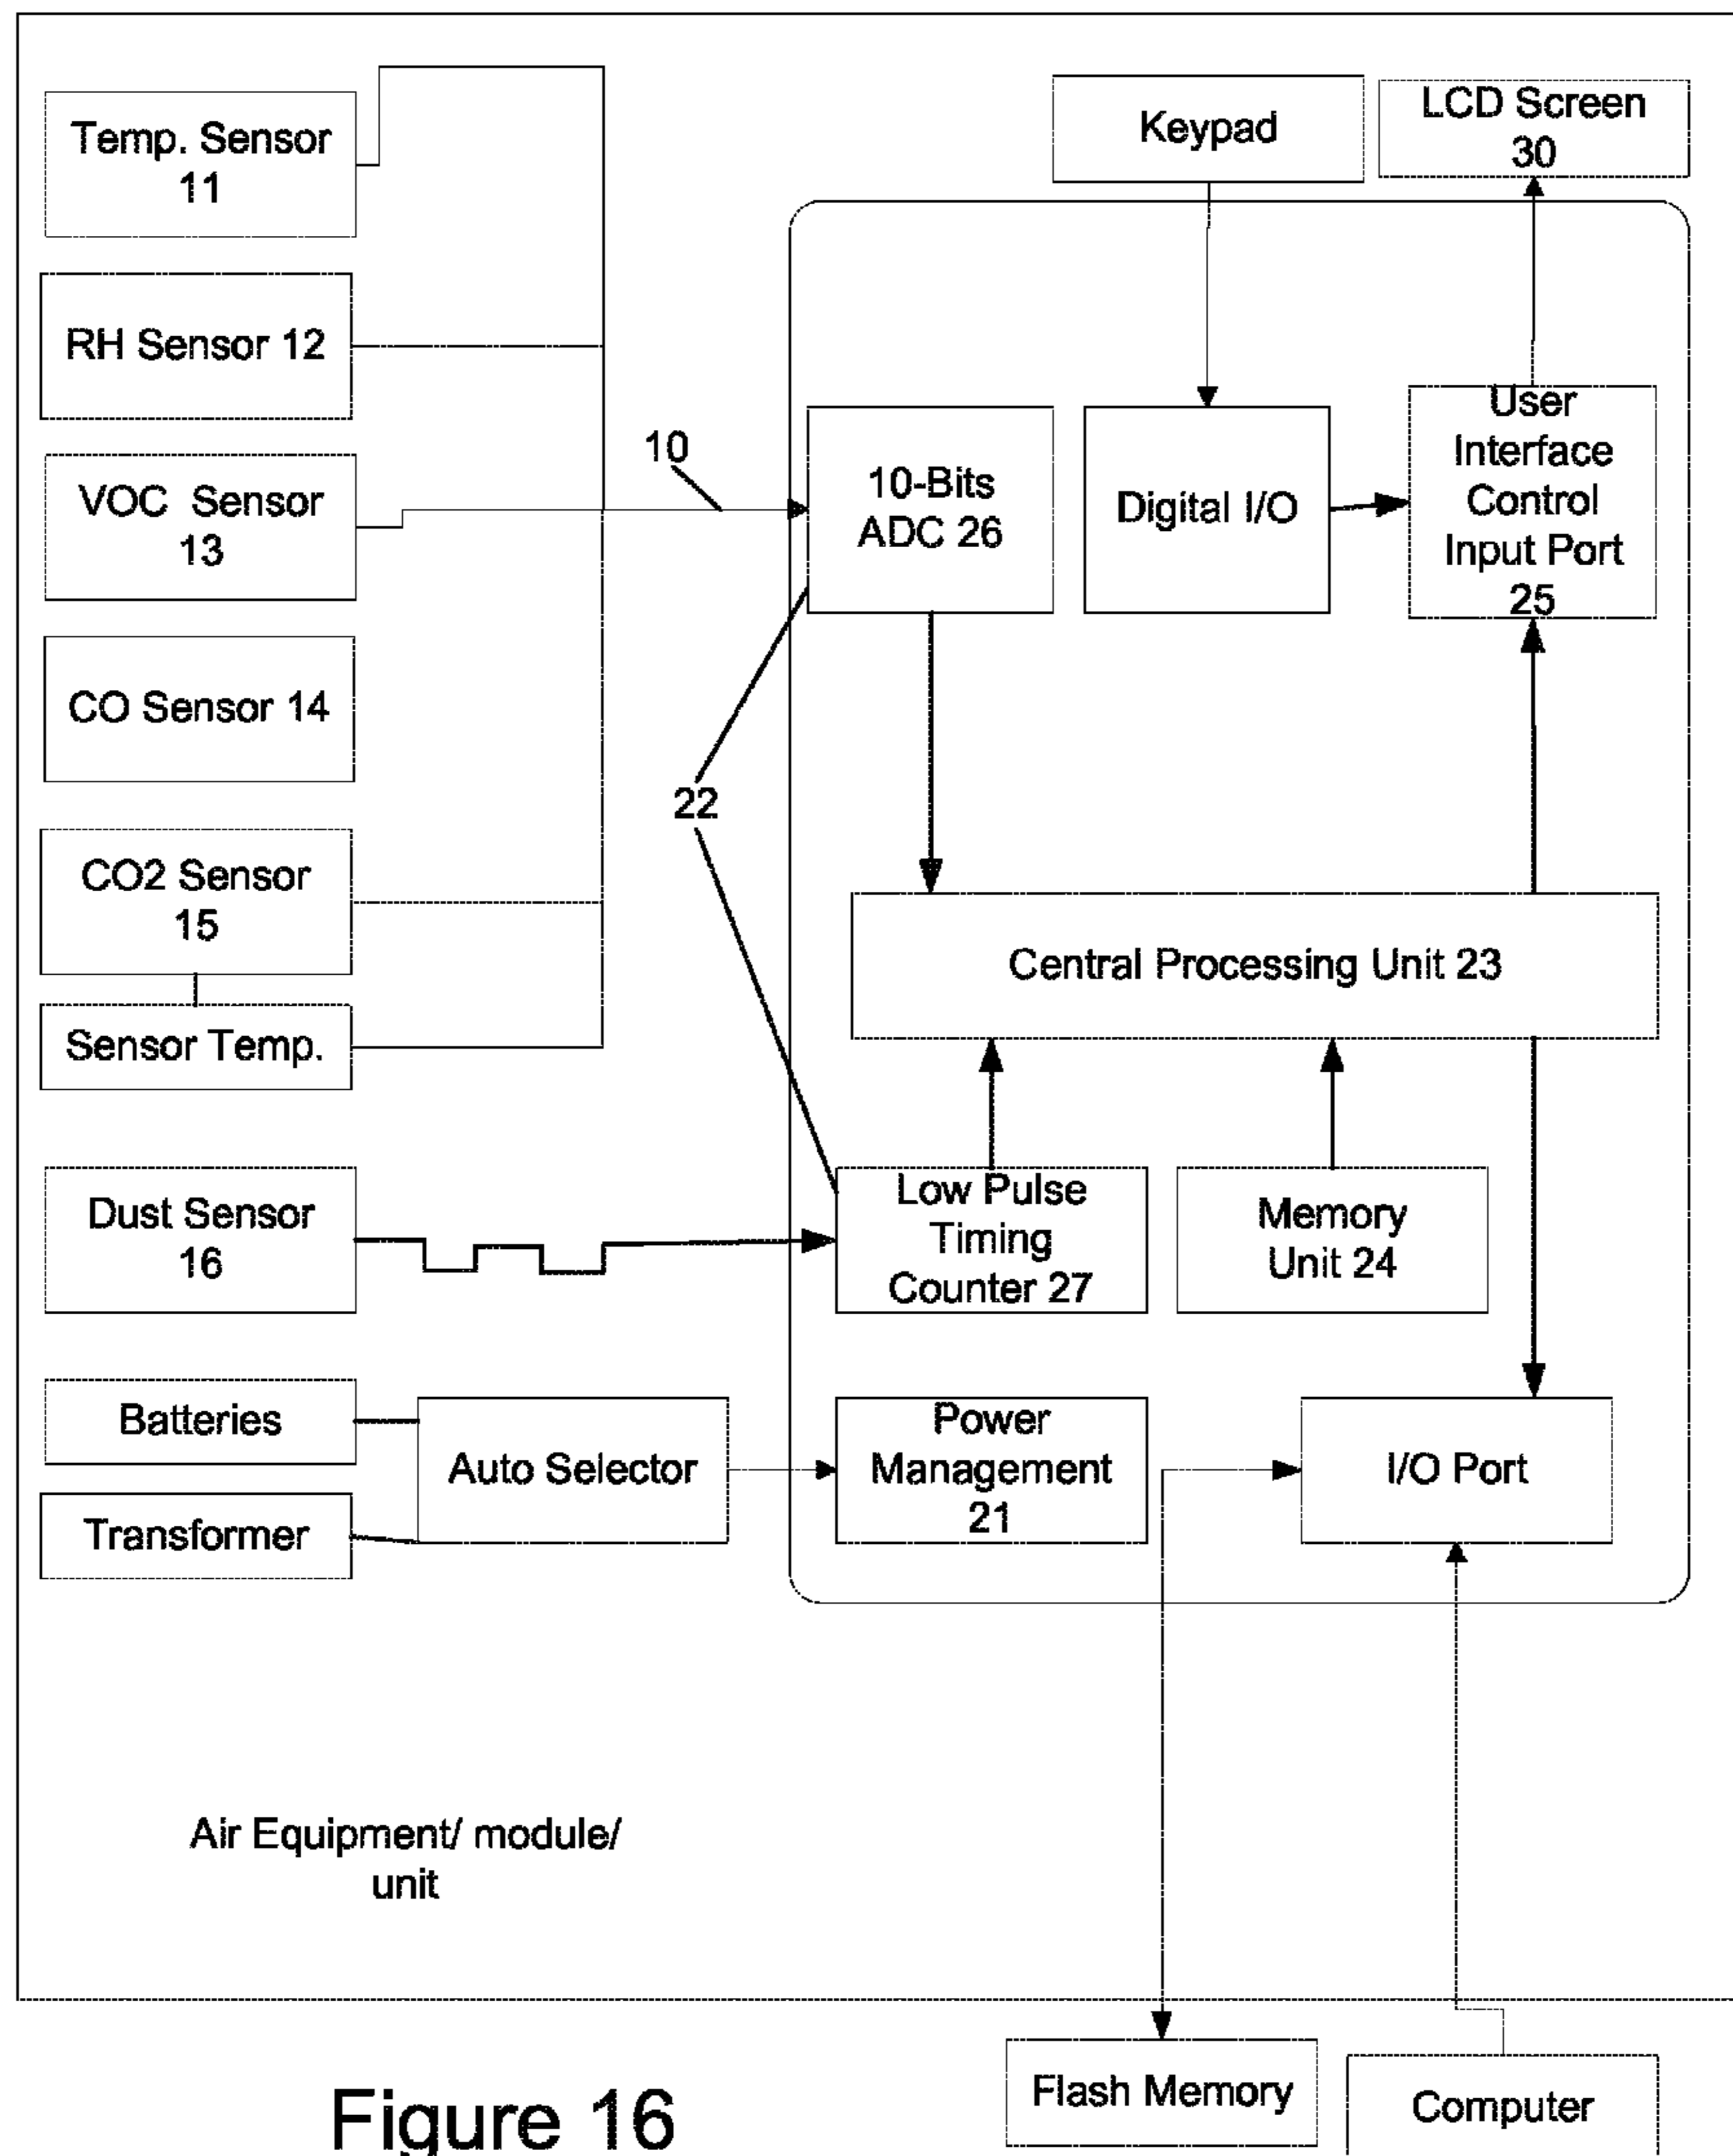 Temp. Sensor
11
RH Sensor 12
VOC Sensor
13
CO Sensor 14
CO2 Sensor
15
Sensor Temp.
Dust Sensor
16
Batteries
Transformer
Auto Selector
10
22
Keypad
LCD Screen
30
10-Bits
ADC 26
Digital I/O
User
Interface
Control
Input Port
25
Central Processing Unit 23
Low Pulse
Timing
Counter 27
Memory
Unit 24
Power
Management
21
I/O Port
Air Equipment/ module/
unit
Flash Memory
Computer
Figure 16